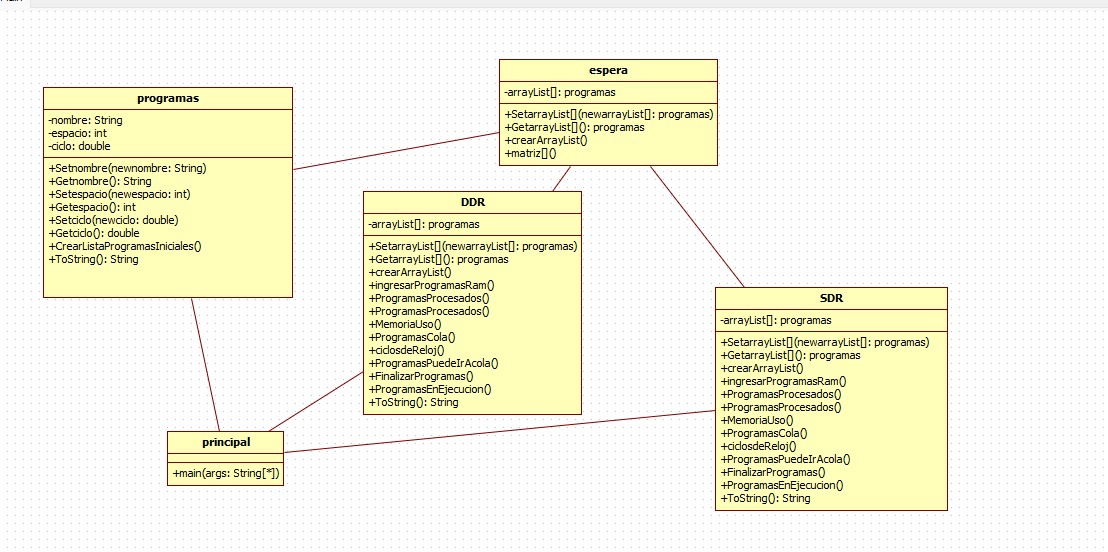 programas
-nombre: String
-espacio: int
-ciclo: double
+Setnombre(newnombre: String)
+Getnombre(): String
+Setespacio(newespacio: int)
+Getespacio(): int
+Setciclo(newciclo: double)
+Getciclo(): double
+CrearListaProgramasIniciales()
+ToString(): String
espera
-arrayList[]: programas
+SetarrayList[](newarrayList[]: programas)
+GetarrayList[](): programas
+crearArrayList()
+matriz[]()
DDR
-arrayList[]: programas
+SetarrayList[](newarrayList[]: programas)
+GetarrayList[](): programas
+crearArrayList()
+ingresarProgramasRam()
+ProgramasProcesados()
+ProgramasProcesados()
+MemoriaUso()
+ProgramasCola()
+ciclosdeReloj()
+ProgramasPuedeIrAcola()
+FinalizarProgramas()
+ProgramasEnEjecucion()
+ToString(): String
SDR
-arrayList[]: programas
+SetarrayList[](newarrayList[]: programas)
+GetarrayList[](): programas
+crearArrayList()
+ingresarProgramasRam()
+ProgramasProcesados()
+ProgramasProcesados()
+MemoriaUso()
+ProgramasCola()
+ciclosdeReloj()
+ProgramasPuedeIrAcola()
+FinalizarProgramas()
+ProgramasEnEjecucion()
+ToString(): String
principal
+main(args: String[*])